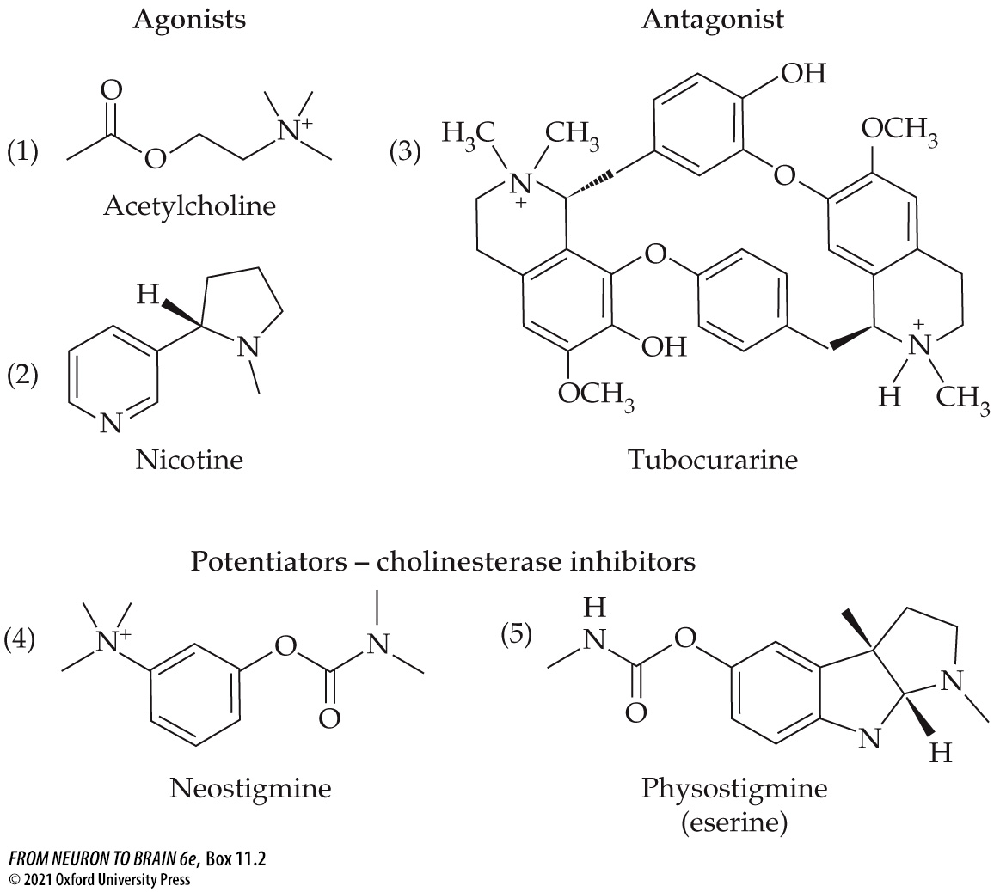 Agonists
Antagonist
(1)
O
O
N+
Acetylcholine
(2)
H
N
N
Nicotine
(3)
H3C
CH3
N
+
OH
O
OCH3
O
OH
OCH3
+
N
H
CH3
Tubocurarine
Potentiators – cholinesterase inhibitors
(4)
N+
O
N
O
Neostigmine
(5)
H
N
O
O
N
N
H
Physostigmine
(eserine)
FROM NEURON TO BRAIN 6e, Box 11.2
© 2021 Oxford University Press